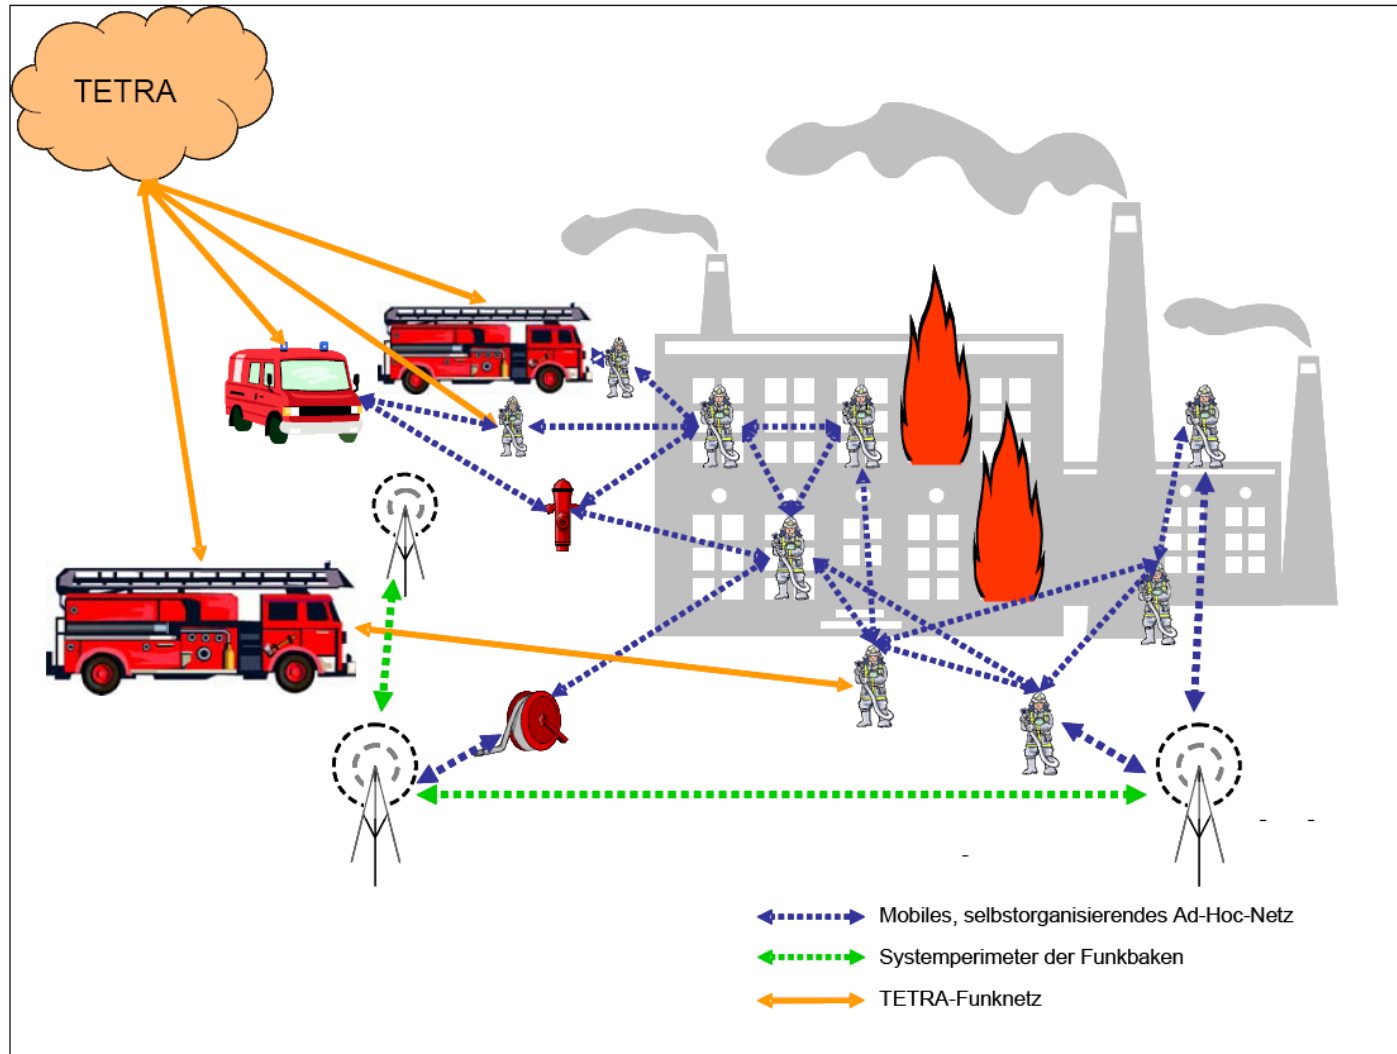 TETRA
Mobiles, selbstorganisierendes Ad-Hoc-Netz
Systemperimeter der Funkbaken
TETRA-Funknetz